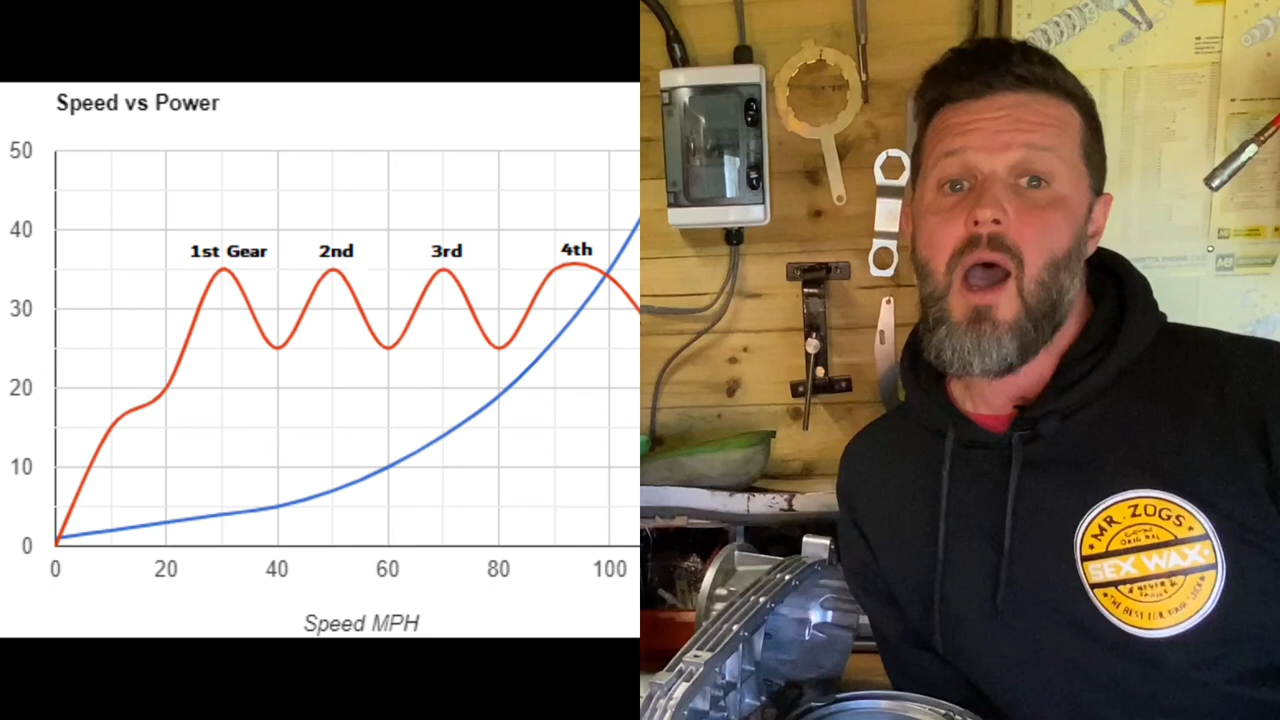 Speed vs Power
50
40
30
20
10
0
1st Gear 2nd 3rd 4th
0 20 40 60 80 100
Speed MPH
MR. ZOGS
ORIGINAL
SEX WAX
THE BEST FOR YOUR